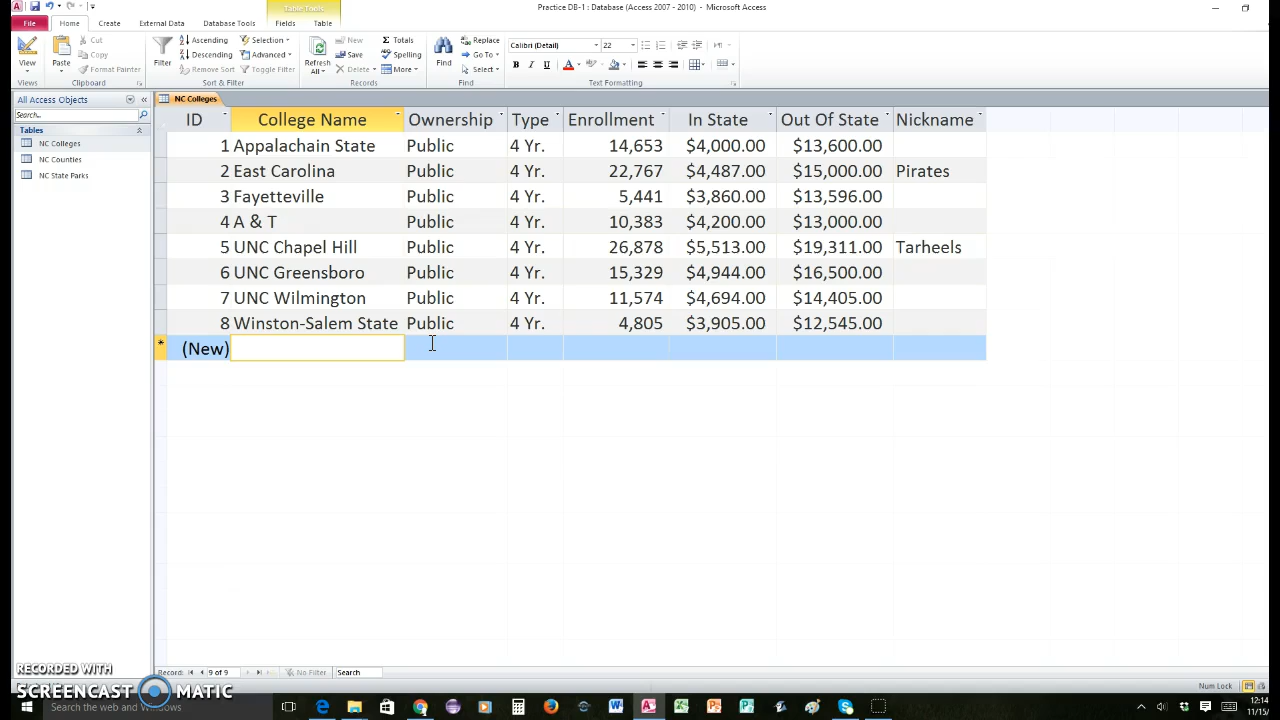 Table Tools
Practice DB-1 : Database (Access 2007 - 2010) - Microsoft Access
File Home Create External Data Database Tools Fields Table
View
Views
Paste
Cut
Copy
Format Painter
Clipboard
Filter
Ascending
Descending
Remove Sort
Selection
Advanced
Toggle Filter
Sort & Filter
Refresh
All
New
Save
Delete
Totals
Spelling
More
Records
Find
Replace
Go To
Select
Find
Calibri (Detail) 22
B I U A
Text Formatting
All Access Objects
Search...
Tables
NC Colleges
NC Counties
NC State Parks
NC Colleges
ID College Name Ownership Type Enrollment In State Out Of State Nickname
1 Appalachain State Public 4 Yr. 14,653 $4,000.00 $13,600.00
2 East Carolina Public 4 Yr. 22,767 $4,487.00 $15,000.00 Pirates
3 Fayetteville Public 4 Yr. 5,441 $3,860.00 $13,596.00
4 A & T Public 4 Yr. 10,383 $4,200.00 $13,000.00
5 UNC Chapel Hill Public 4 Yr. 26,878 $5,513.00 $19,311.00 Tarheels
6 UNC Greensboro Public 4 Yr. 15,329 $4,944.00 $16,500.00
7 UNC Wilmington Public 4 Yr. 11,574 $4,694.00 $14,405.00
8 Winston-Salem State Public 4 Yr. 4,805 $3,905.00 $12,545.00
* (New)
Record: 9 of 9 No Filter Search
RECORDED WITH
SCREENCAST MATIC
Num Lock
Search the web and Windows
12:14
11/15/